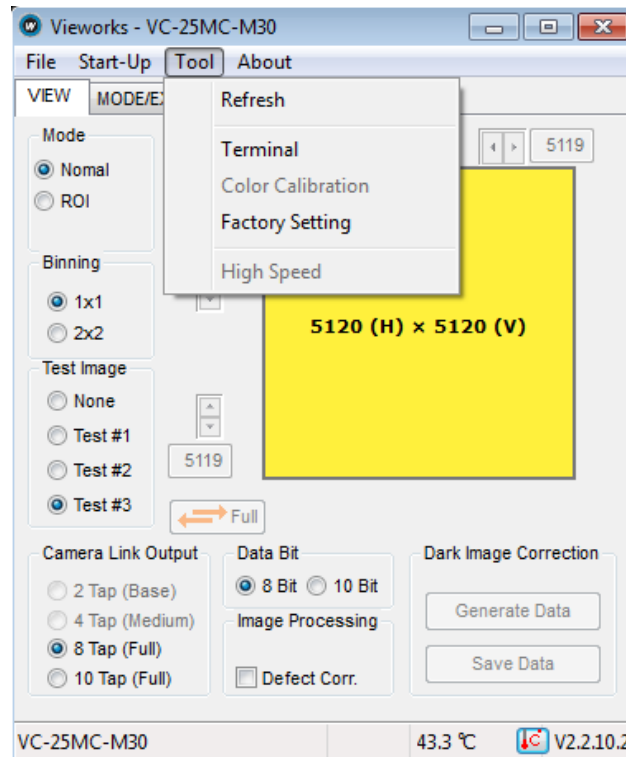 Vieworks - VC-25MC-M30
File Start-Up Tool About
VIEW MODE/E
Refresh
Terminal
Color Calibration
Factory Setting
High Speed
Mode
Nomal
ROI
5119
Binning
1x1
2x2
5120 (H) × 5120 (V)
Test Image
None
Test #1
Test #2
Test #3
5119
Full
Camera Link Output
2 Tap (Base)
4 Tap (Medium)
8 Tap (Full)
10 Tap (Full)
Data Bit
8 Bit 10 Bit
Image Processing
Defect Corr.
Dark Image Correction
Generate Data
Save Data
VC-25MC-M30 43.3 ℃ V2.2.10.2